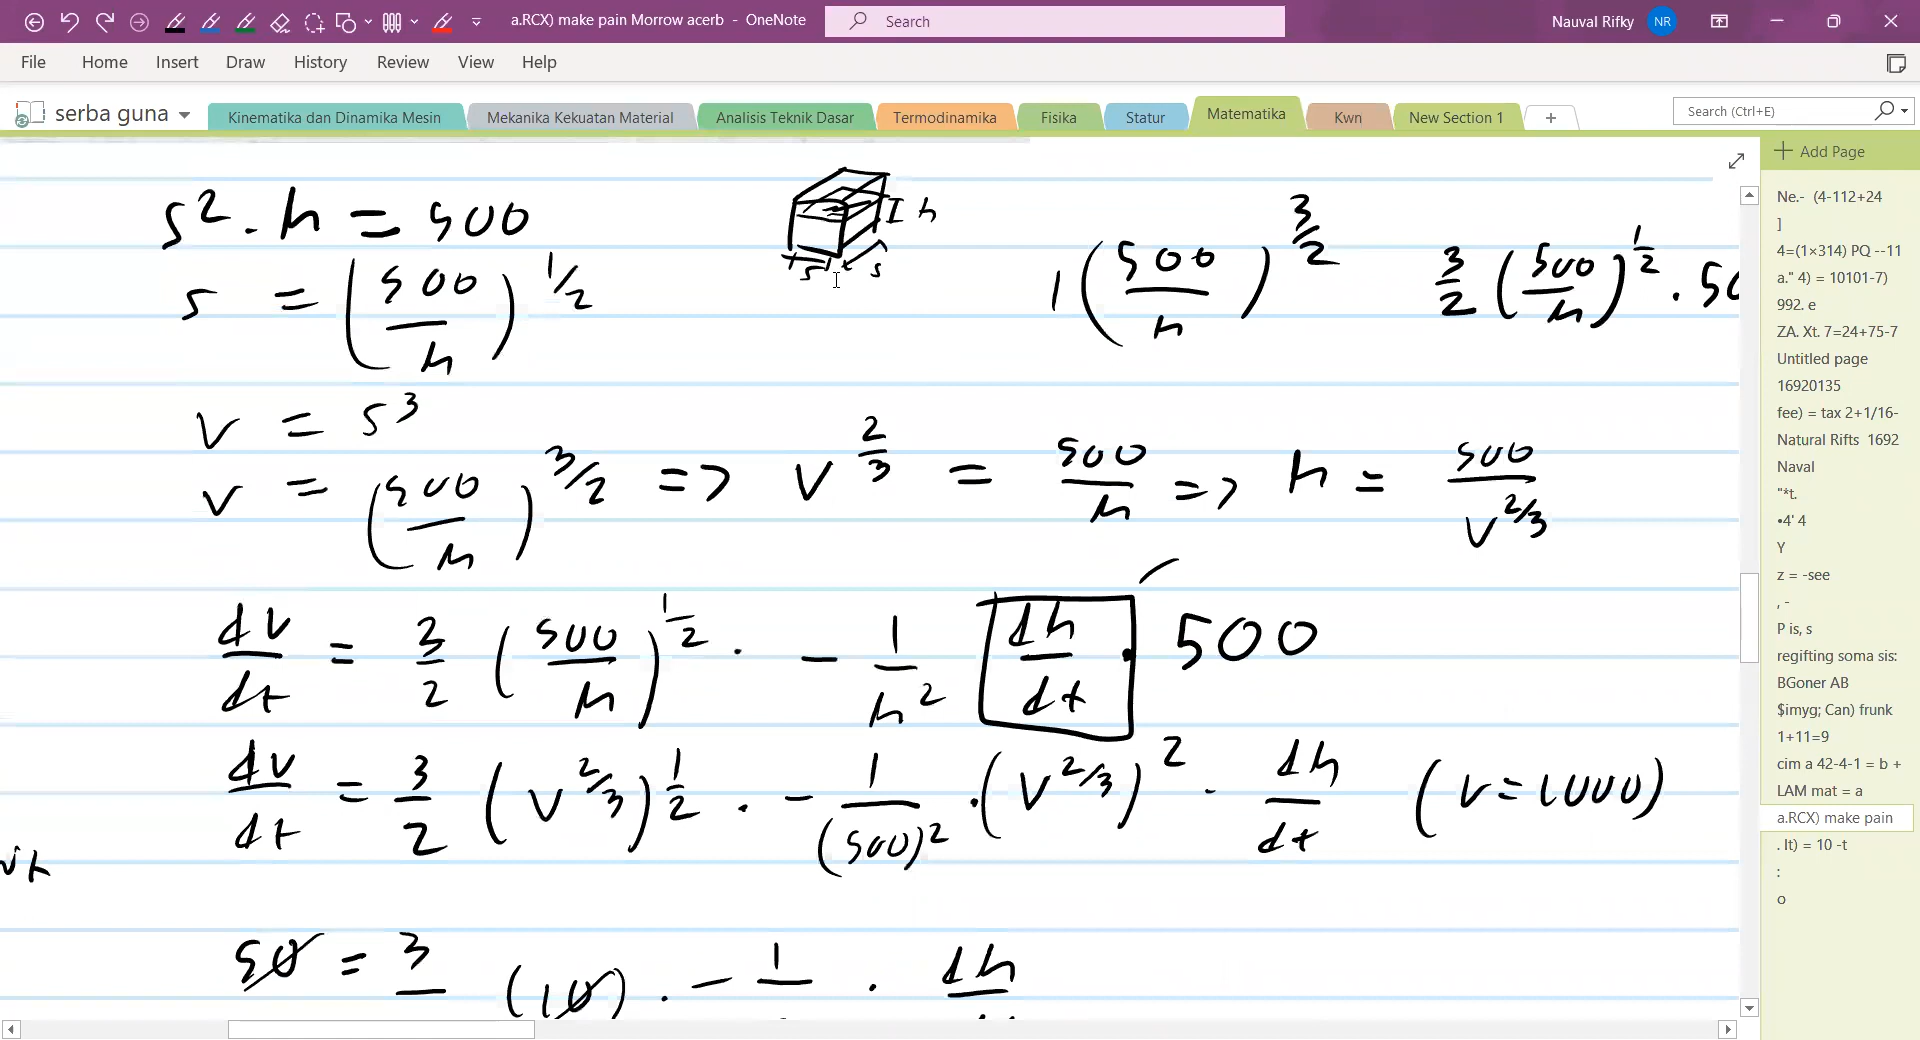 a.RCX) make pain Morrow acerb - OneNote
Search
Nauval Rifky NR
File Home Insert Draw History Review View Help
serba guna
Kinematika dan Dinamika Mesin Mekanika Kekuatan Material Analisis Teknik Dasar Termodinamika Fisika Statur Matematika Kwn New Section 1 +
Search (Ctrl+E)
s² . h = 500
s = (500/h)^1/2
I h
s s
1 (500/h)^3/2
3/2 (500/h)^1/2 . 50
v = s³
v = (500/h)^3/2 => v^2/3 = 500/h => h = 500/v^2/3
dv/dt = 3/2 (500/h)^1/2 . - 1/h² dh/dt . 500
dv/dt = 3/2 (v^2/3)^1/2 . - 1/(500)² . (v^2/3)² . dh/dt (v = 1000)
50 = 3 (10) . - 1 . dh
Add Page
Ne.- (4-112+24
]
4=(1×314) PQ --11
a." 4) = 10101-7)
992. e
ZA. Xt. 7=24+75-7
Untitled page
16920135
fee) = tax 2+1/16-
Natural Rifts 1692
Naval
"*t.
•4' 4
Y
z = -see
, -
P is, s
regifting soma sis:
BGoner AB
$imyg; Can) frunk
1+11=9
cim a 42-4-1 = b +
LAM mat = a
a.RCX) make pain
. It) = 10 -t
:
o